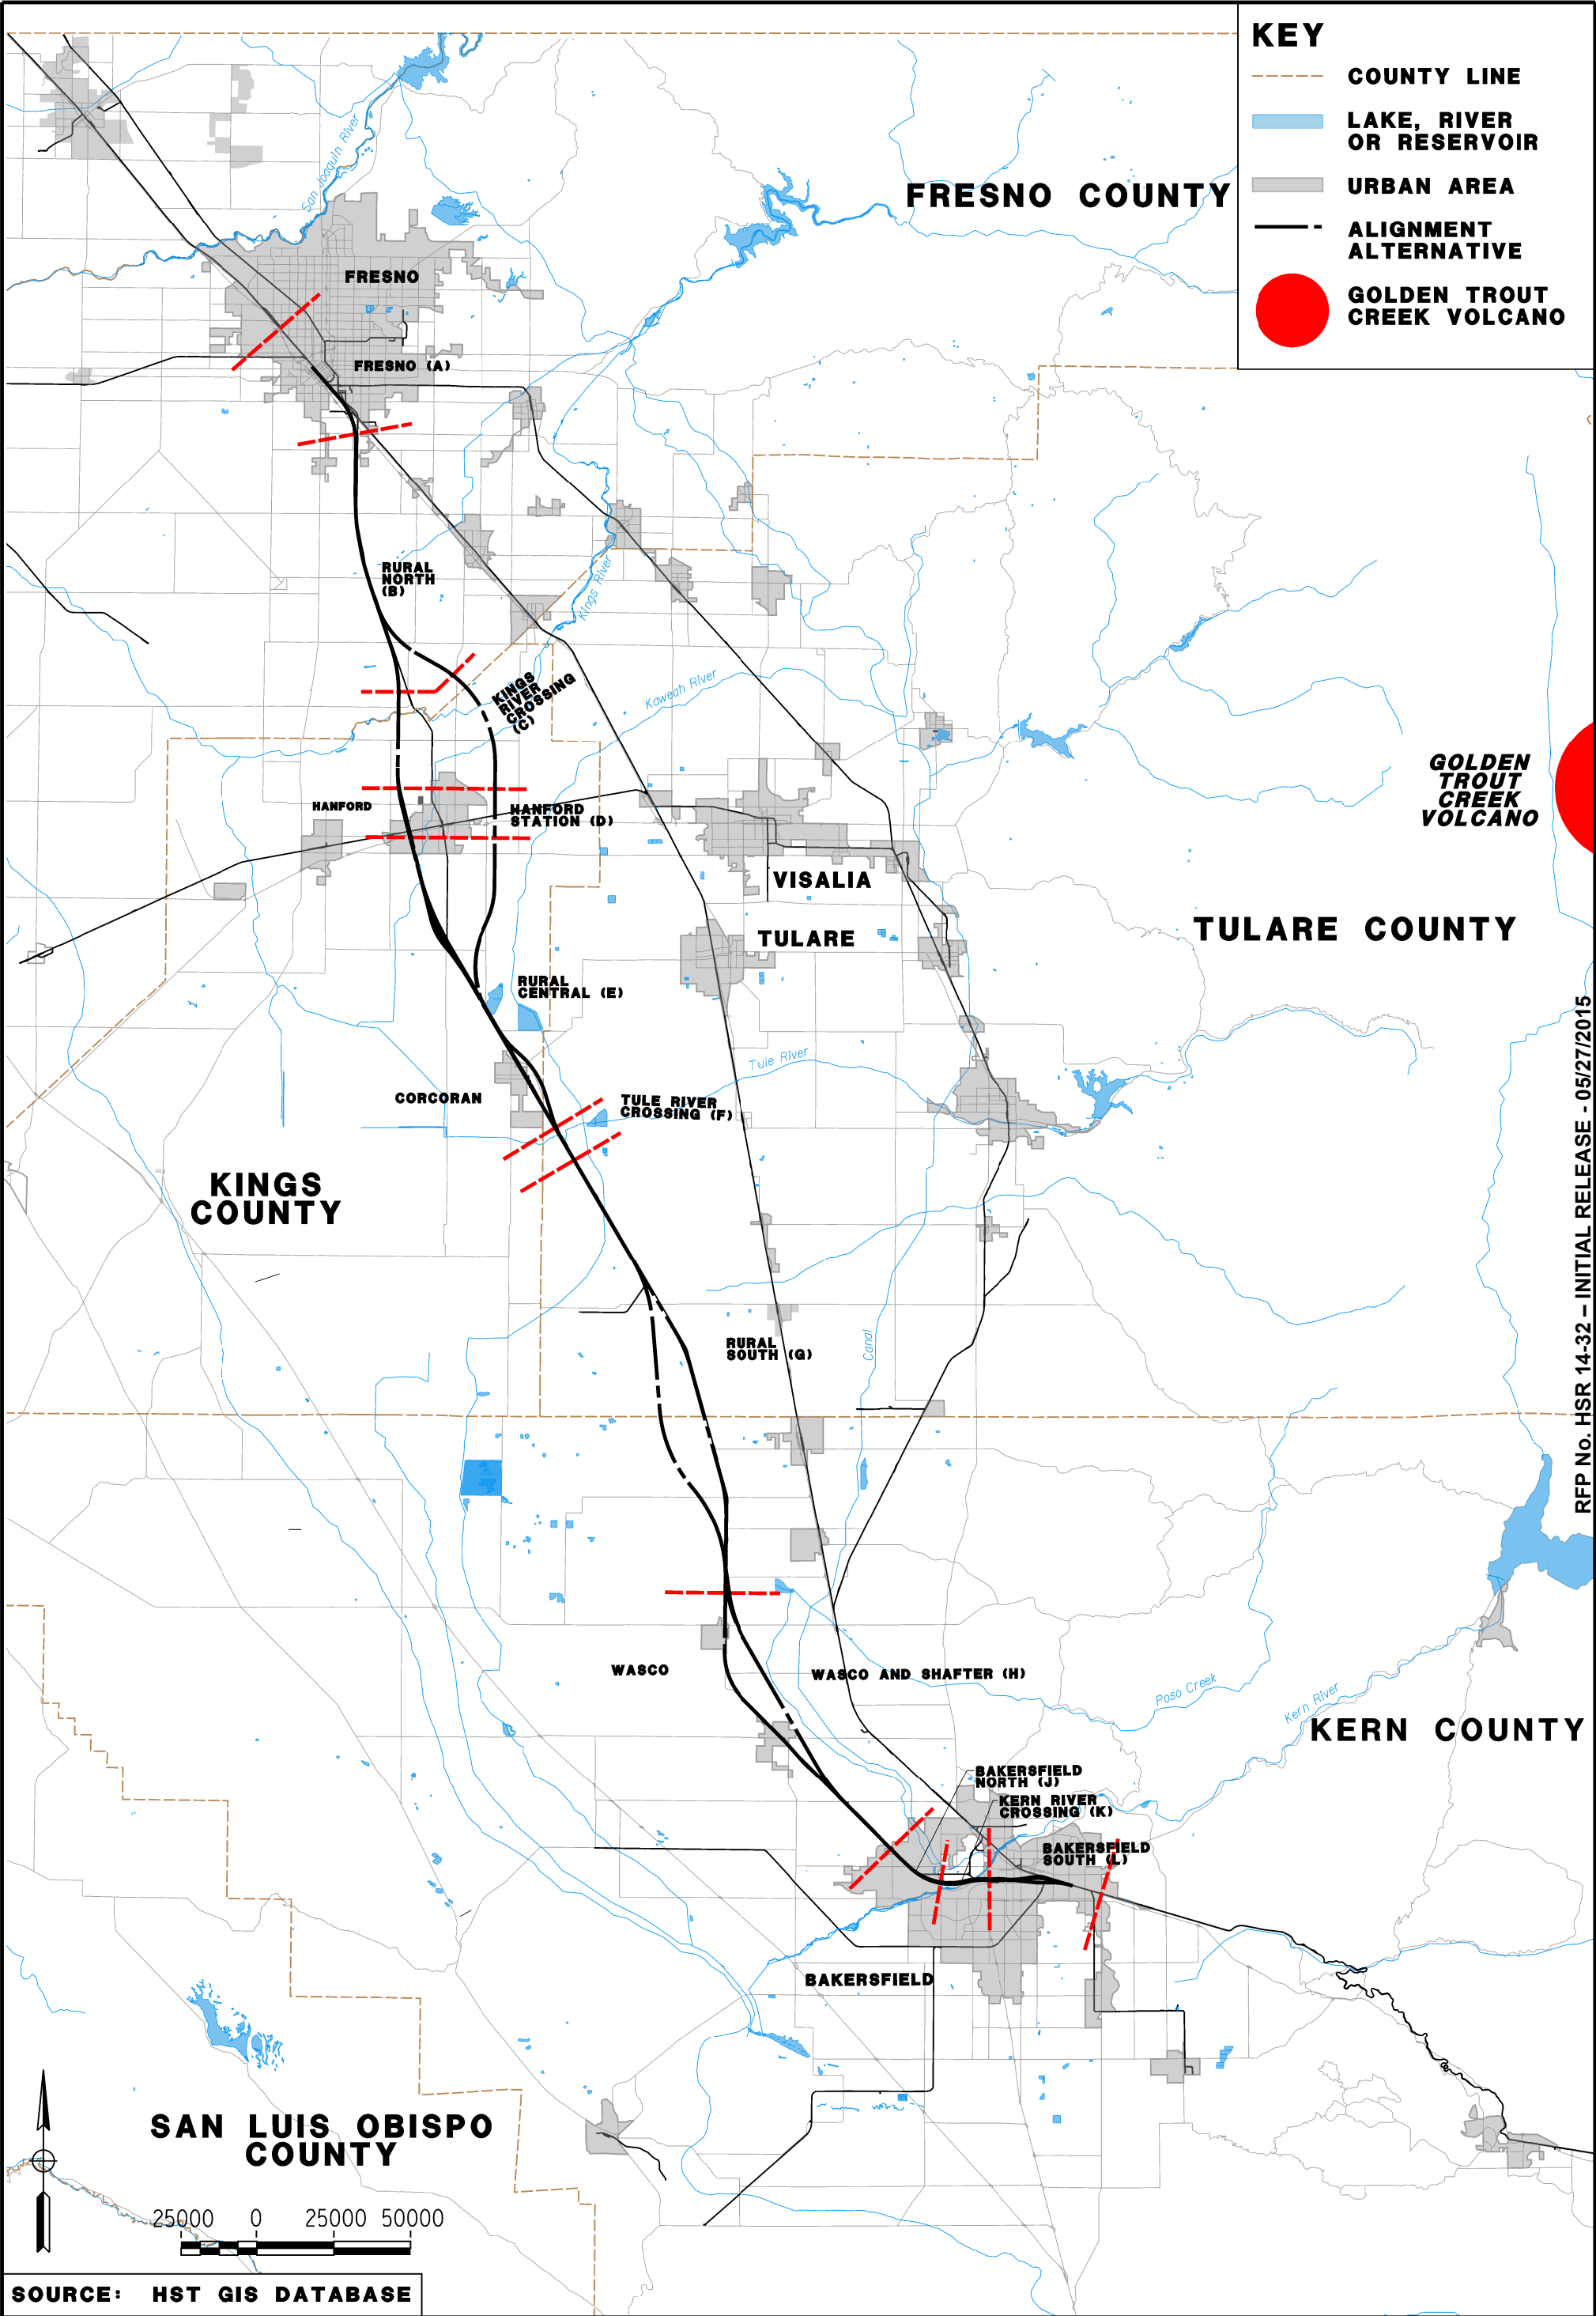 KEY
COUNTY LINE
LAKE, RIVER
OR RESERVOIR
URBAN AREA
ALIGNMENT
ALTERNATIVE
GOLDEN TROUT
CREEK VOLCANO
San Joaquin River
FRESNO COUNTY
FRESNO
FRESNO (A)
RURAL
NORTH
(B)
Kings River
KINGS
RIVER
CROSSING
(C)
Kaweah River
GOLDEN
TROUT
CREEK
VOLCANO
HANFORD
HANFORD
STATION (D)
VISALIA
TULARE
TULARE COUNTY
RURAL
CENTRAL (E)
Tule River
CORCORAN
TULE RIVER
CROSSING (F)
KINGS
COUNTY
RURAL
SOUTH (G)
Canal
RFP No. HSR 14-32 – INITIAL RELEASE - 05/27/2015
WASCO
WASCO AND SHAFTER (H)
Poso Creek
Kern River
KERN COUNTY
BAKERSFIELD
NORTH (J)
KERN RIVER
CROSSING (K)
BAKERSFIELD
SOUTH (L)
BAKERSFIELD
SAN LUIS OBISPO
COUNTY
25000 0 25000 50000
SOURCE: HST GIS DATABASE